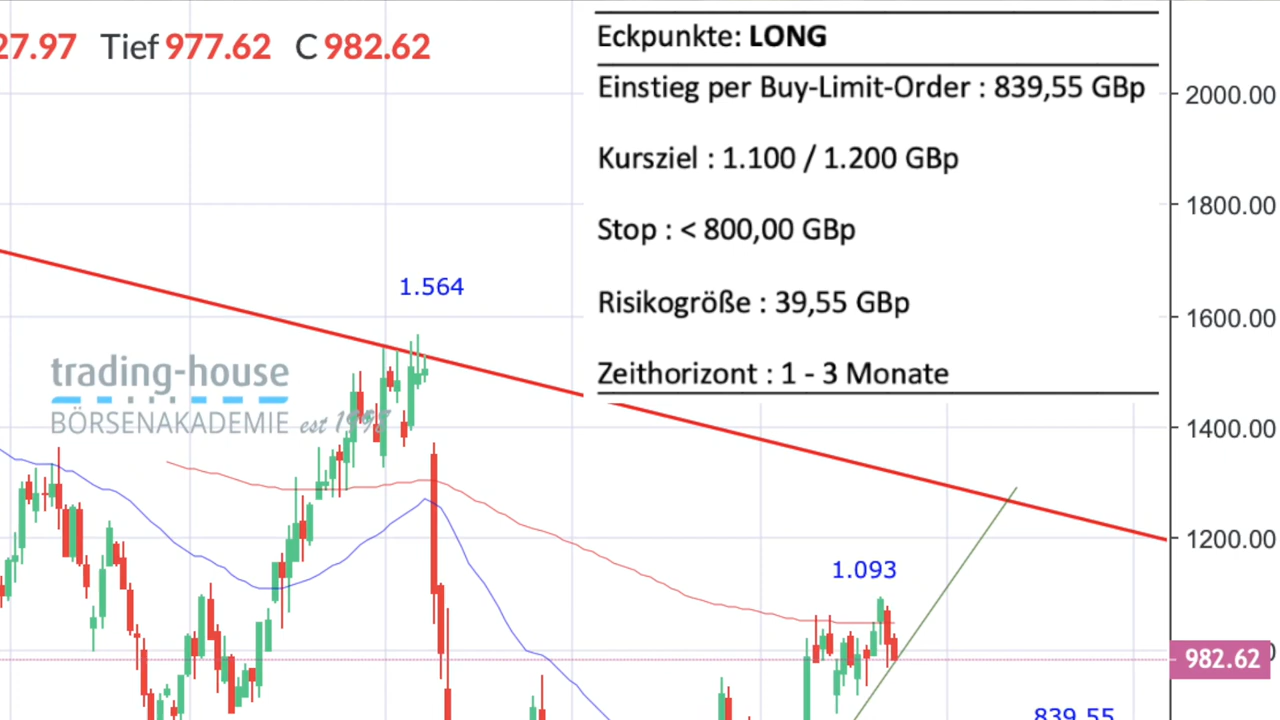 27.97 Tief 977.62 C 982.62
Eckpunkte: LONG
Einstieg per Buy-Limit-Order : 839,55 GBp
Kursziel : 1.100 / 1.200 GBp
Stop : < 800,00 GBp
Risikogröße : 39,55 GBp
Zeithorizont : 1 - 3 Monate
2000.00
1800.00
1600.00
1400.00
1200.00
982.62
1.564
trading-house
BÖRSENAKADEMIE est
1.093
839,55